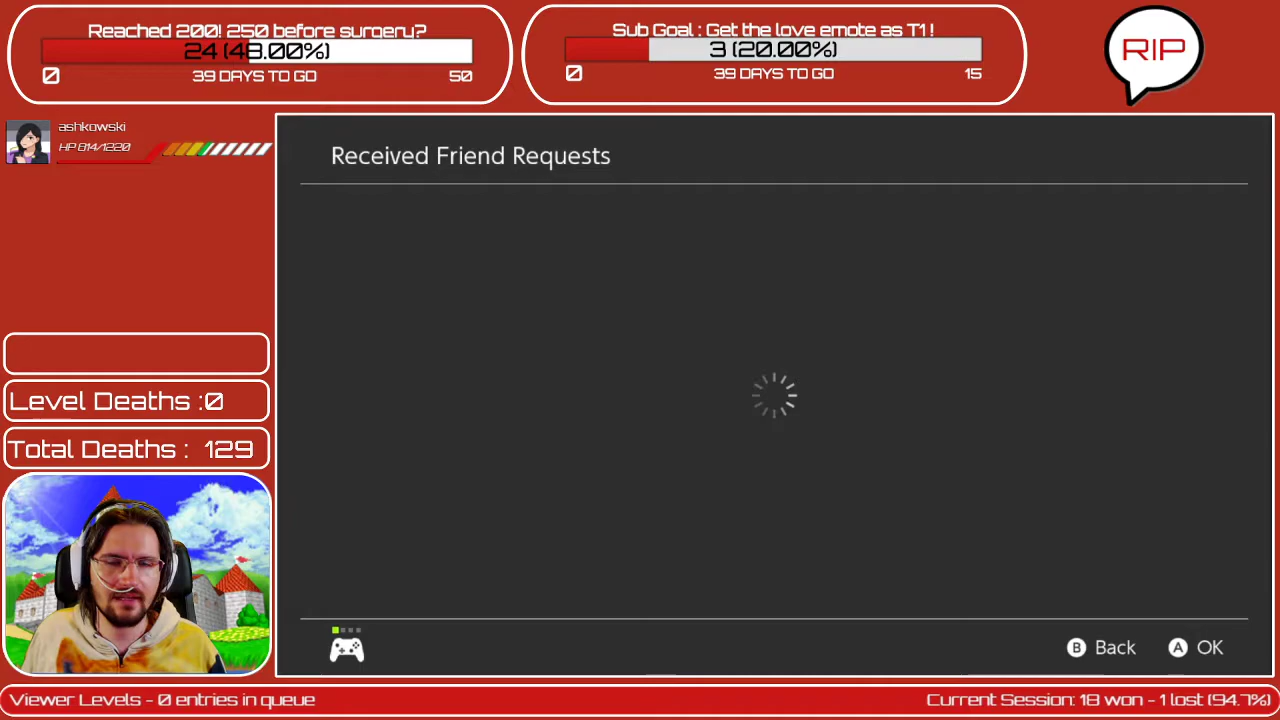 Reached 200! 250 before surgery?
24 (48.00%)
0 39 DAYS TO GO 50
Sub Goal : Get the love emote as T1 !
3 (20.00%)
0 39 DAYS TO GO 15
RIP
ashkowski
HP 814/1220
Received Friend Requests
Level Deaths :0
Total Deaths : 129
B Back A OK
Viewer Levels - 0 entries in queue
Current Session: 18 won - 1 lost (94.7%)